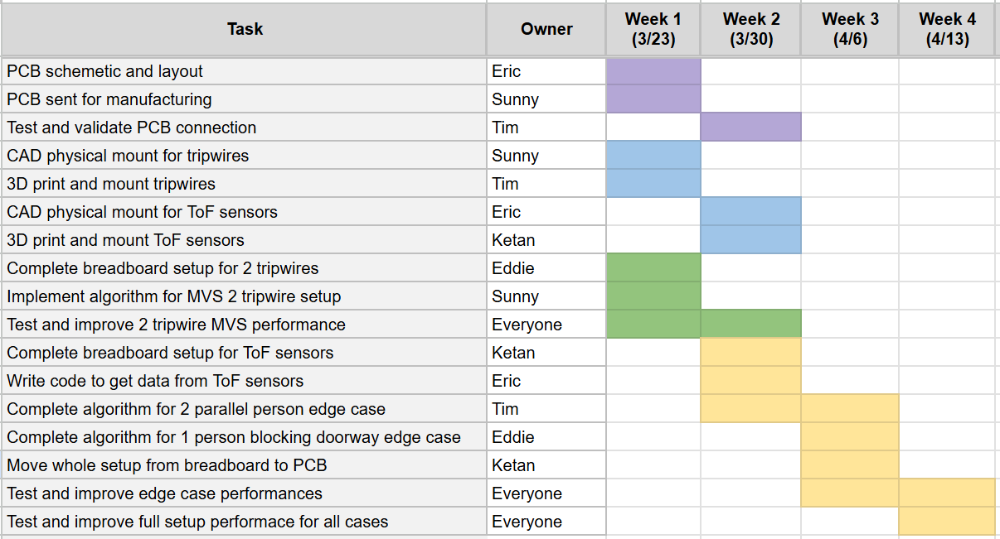 Task Owner Week 1 Week 2 Week 3 Week 4
(3/23) (3/30) (4/6) (4/13)
PCB schemetic and layout Eric
PCB sent for manufacturing Sunny
Test and validate PCB connection Tim
CAD physical mount for tripwires Sunny
3D print and mount tripwires Tim
CAD physical mount for ToF sensors Eric
3D print and mount ToF sensors Ketan
Complete breadboard setup for 2 tripwires Eddie
Implement algorithm for MVS 2 tripwire setup Sunny
Test and improve 2 tripwire MVS performance Everyone
Complete breadboard setup for ToF sensors Ketan
Write code to get data from ToF sensors Eric
Complete algorithm for 2 parallel person edge case Tim
Complete algorithm for 1 person blocking doorway edge case Eddie
Move whole setup from breadboard to PCB Ketan
Test and improve edge case performances Everyone
Test and improve full setup performace for all cases Everyone